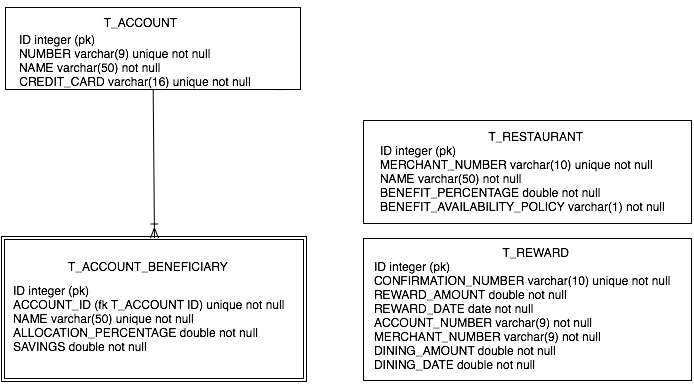 T_ACCOUNT
ID integer (pk)
NUMBER varchar(9) unique not null
NAME varchar(50) not null
CREDIT_CARD varchar(16) unique not null
T_RESTAURANT
ID integer (pk)
MERCHANT_NUMBER varchar(10) unique not null
NAME varchar(50) not null
BENEFIT_PERCENTAGE double not null
BENEFIT_AVAILABILITY_POLICY varchar(1) not null
T_ACCOUNT_BENEFICIARY
ID integer (pk)
ACCOUNT_ID (fk T_ACCOUNT ID) unique not null
NAME varchar(50) unique not null
ALLOCATION_PERCENTAGE double not null
SAVINGS double not null
T_REWARD
ID integer (pk)
CONFIRMATION_NUMBER varchar(10) unique not null
REWARD_AMOUNT double not null
REWARD_DATE date not null
ACCOUNT_NUMBER varchar(9) not null
MERCHANT_NUMBER varchar(9) not null
DINING_AMOUNT double not null
DINING_DATE double not null